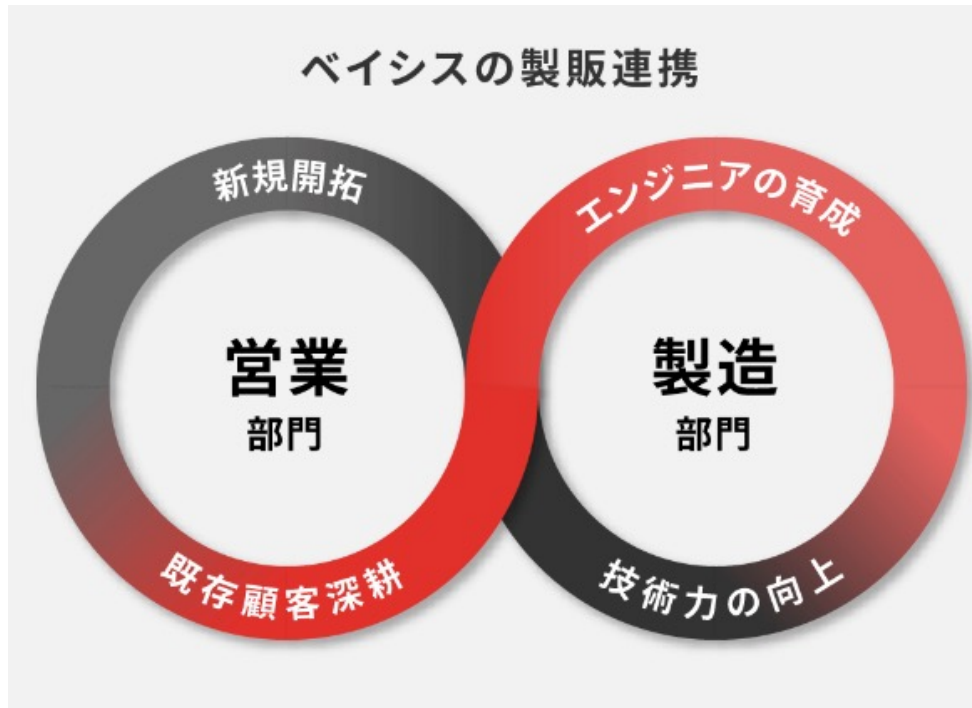 ベイシスの製販連携
新規開拓
営業
部門
既存顧客深耕
エンジニアの育成
製造
部門
技術力の向上